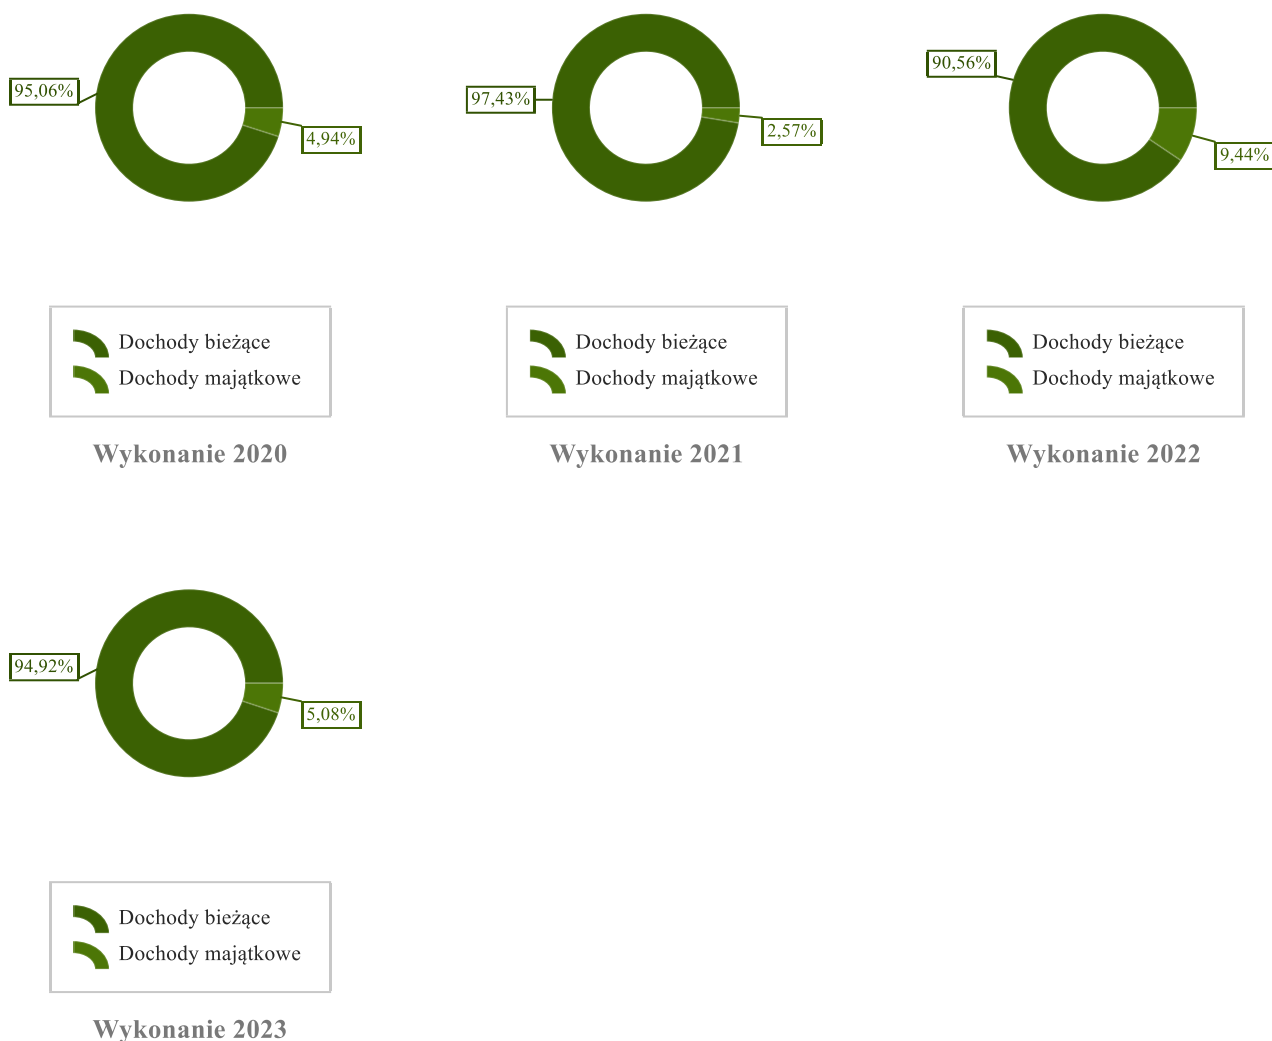 95,06%
4,94%
Dochody bieżące
Dochody majątkowe
Wykonanie 2020
97,43%
2,57%
Dochody bieżące
Dochody majątkowe
Wykonanie 2021
90,56%
9,44%
Dochody bieżące
Dochody majątkowe
Wykonanie 2022
94,92%
5,08%
Dochody bieżące
Dochody majątkowe
Wykonanie 2023